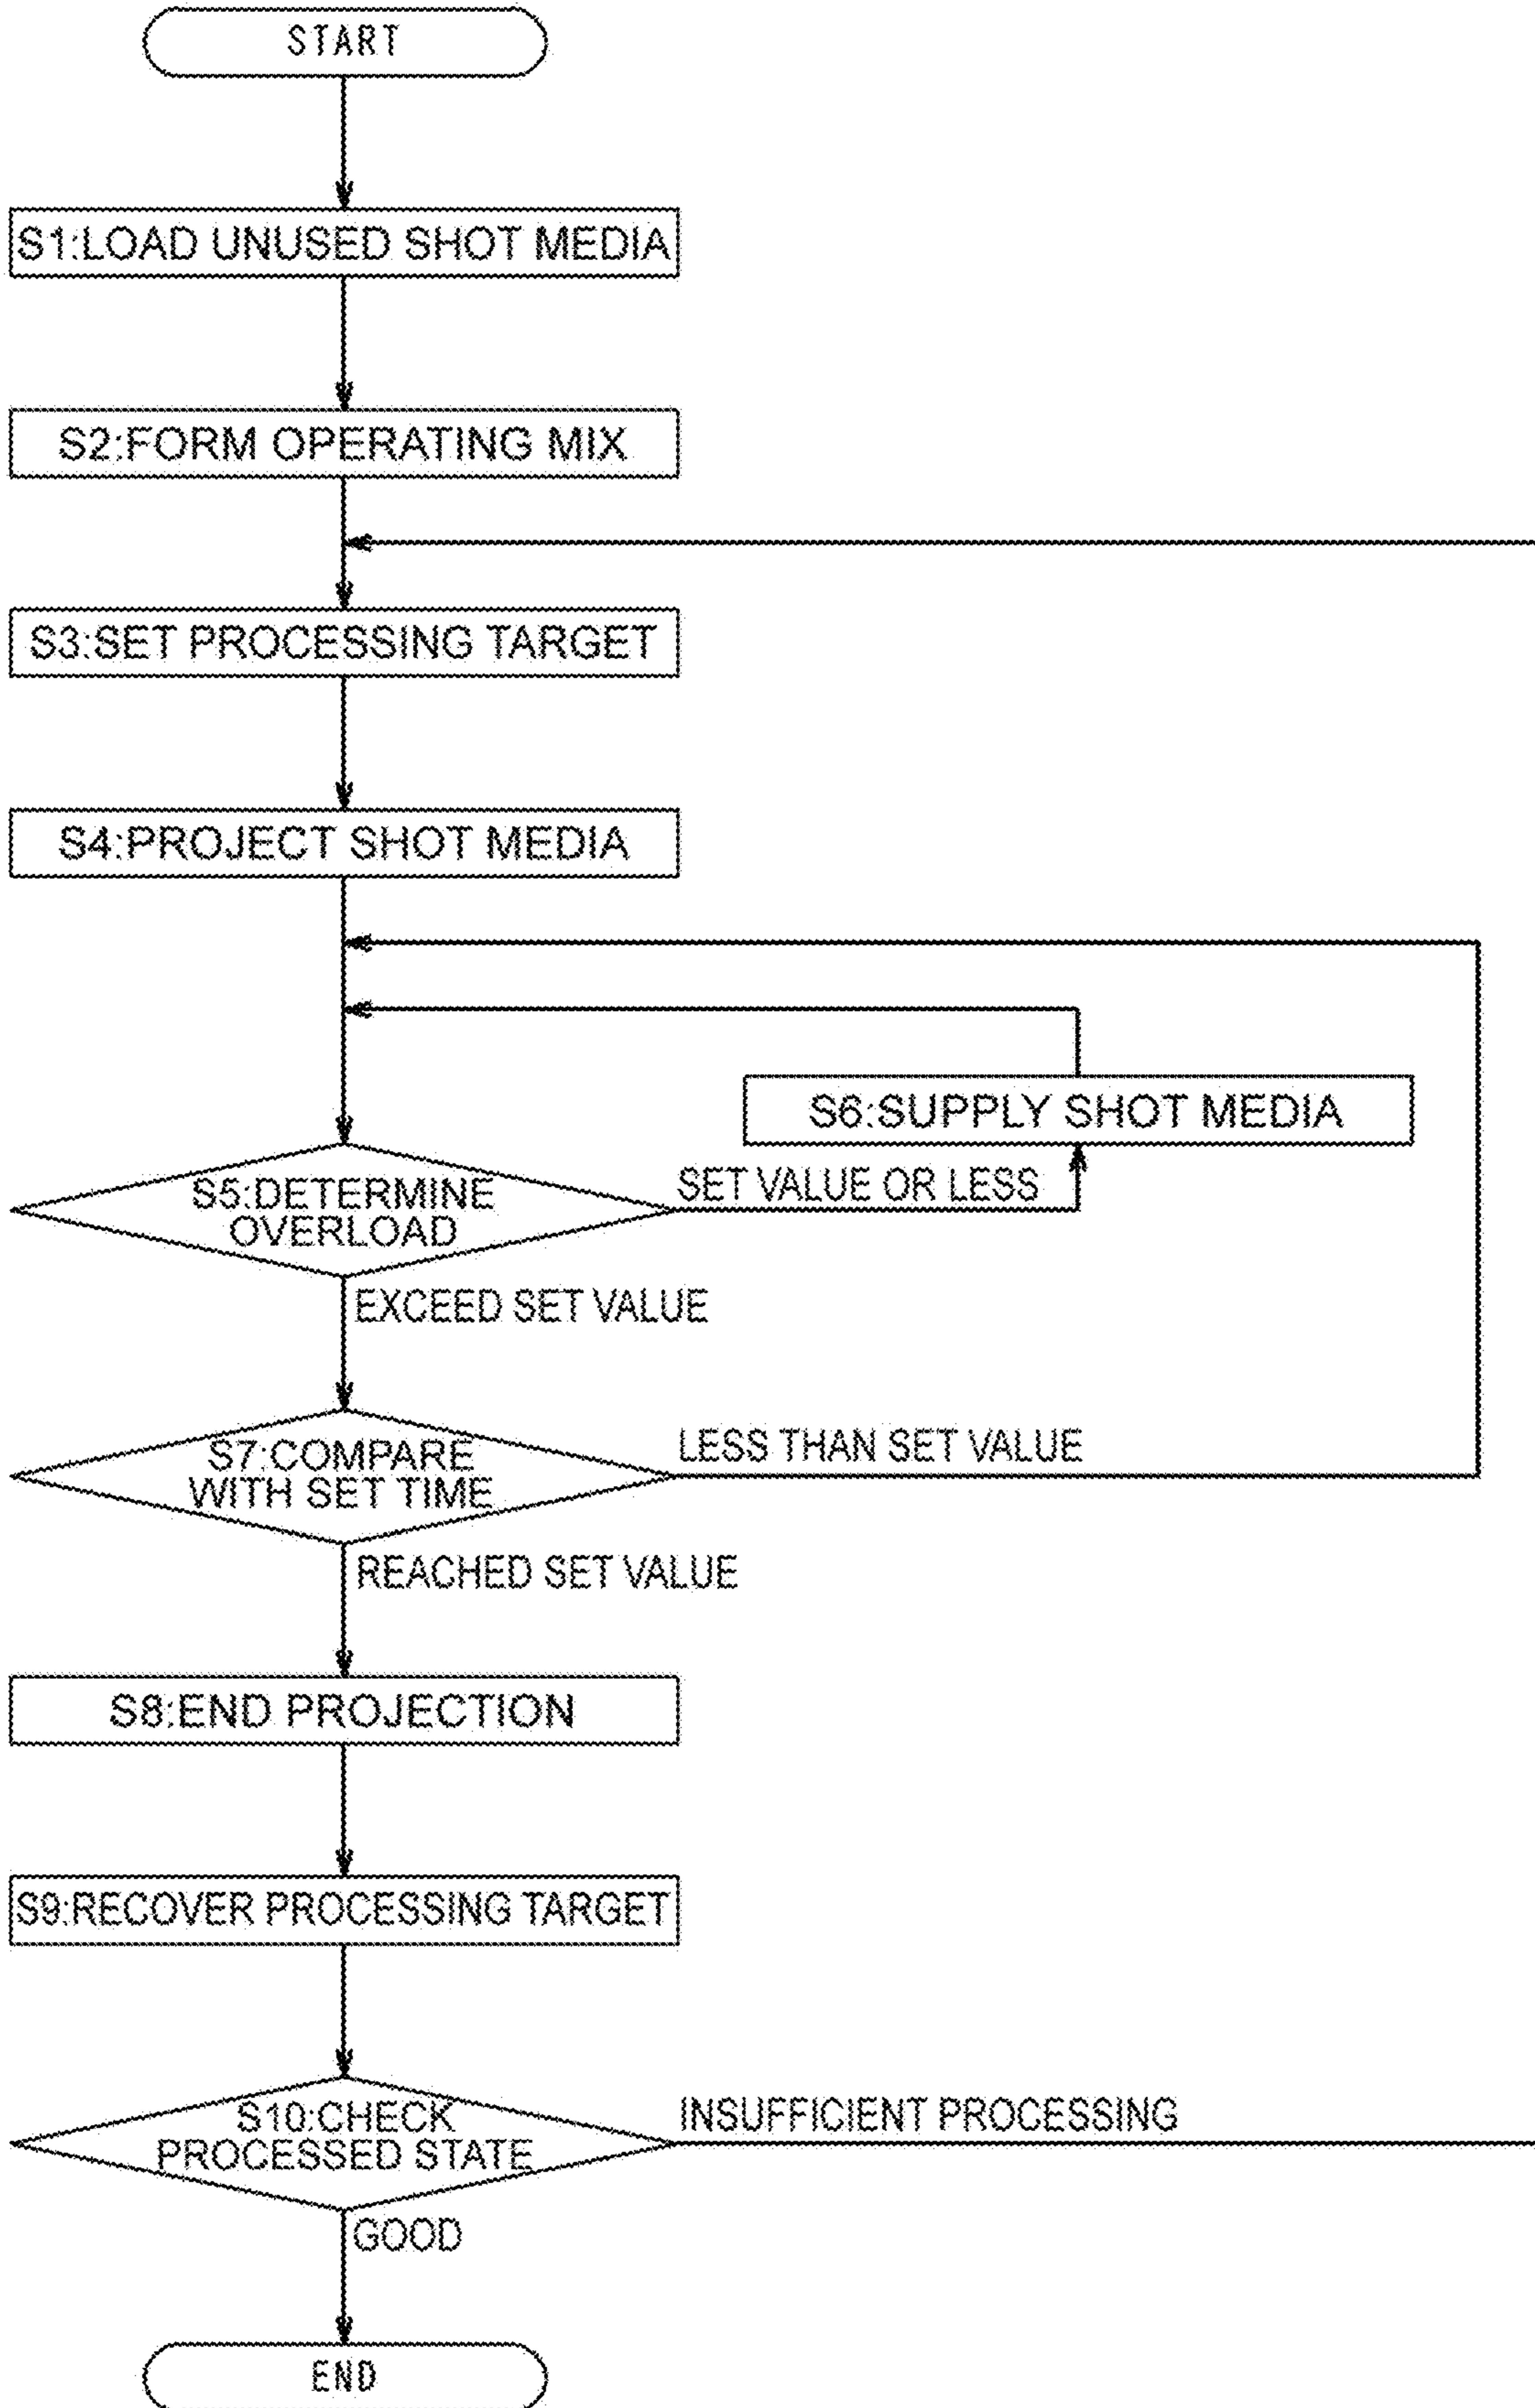 START
S1:LOAD UNUSED SHOT MEDIA
S2:FORM OPERATING MIX
S3:SET PROCESSING TARGET
S4:PROJECT SHOT MEDIA
S6:SUPPLY SHOT MEDIA
S5:DETERMINE
OVERLOAD
SET VALUE OR LESS
EXCEED SET VALUE
S7:COMPARE
WITH SET TIME
LESS THAN SET VALUE
REACHED SET VALUE
S8:END PROJECTION
S9:RECOVER PROCESSING TARGET
S10:CHECK
PROCESSED STATE
INSUFFICIENT PROCESSING
GOOD
END